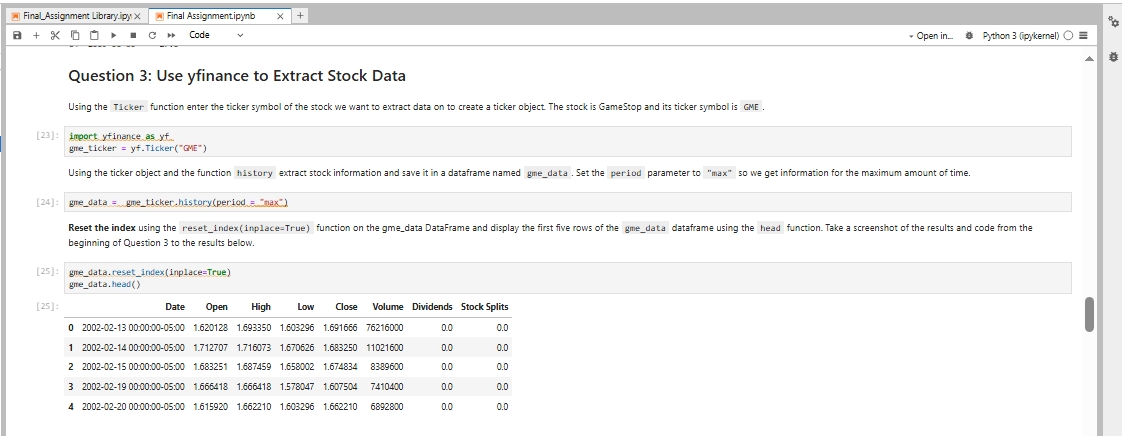 Final_Assignment Library.ipy
Final Assignment.ipynb
Code
Open in...
Python 3 (ipykernel)
Question 3: Use yfinance to Extract Stock Data
Using the Ticker function enter the ticker symbol of the stock we want to extract data on to create a ticker object. The stock is GameStop and its ticker symbol is GME .
[23]: import yfinance as yf
gme_ticker = yf.Ticker("GME")
Using the ticker object and the function history extract stock information and save it in a dataframe named gme_data . Set the period parameter to "max" so we get information for the maximum amount of time.
[24]: gme_data = gme_ticker.history(period = "max")
Reset the index using the reset_index(inplace=True) function on the gme_data DataFrame and display the first five rows of the gme_data dataframe using the head function. Take a screenshot of the results and code from the
beginning of Question 3 to the results below.
[25]: gme_data.reset_index(inplace=True)
gme_data.head()
[25]: Date Open High Low Close Volume Dividends Stock Splits
0 2002-02-13 00:00:00-05:00 1.620128 1.693350 1.603296 1.691666 76216000 0.0 0.0
1 2002-02-14 00:00:00-05:00 1.712707 1.716073 1.670626 1.683250 11021600 0.0 0.0
2 2002-02-15 00:00:00-05:00 1.683251 1.687459 1.658002 1.674834 8389600 0.0 0.0
3 2002-02-19 00:00:00-05:00 1.666418 1.666418 1.578047 1.607504 7410400 0.0 0.0
4 2002-02-20 00:00:00-05:00 1.615920 1.662210 1.603296 1.662210 6892800 0.0 0.0